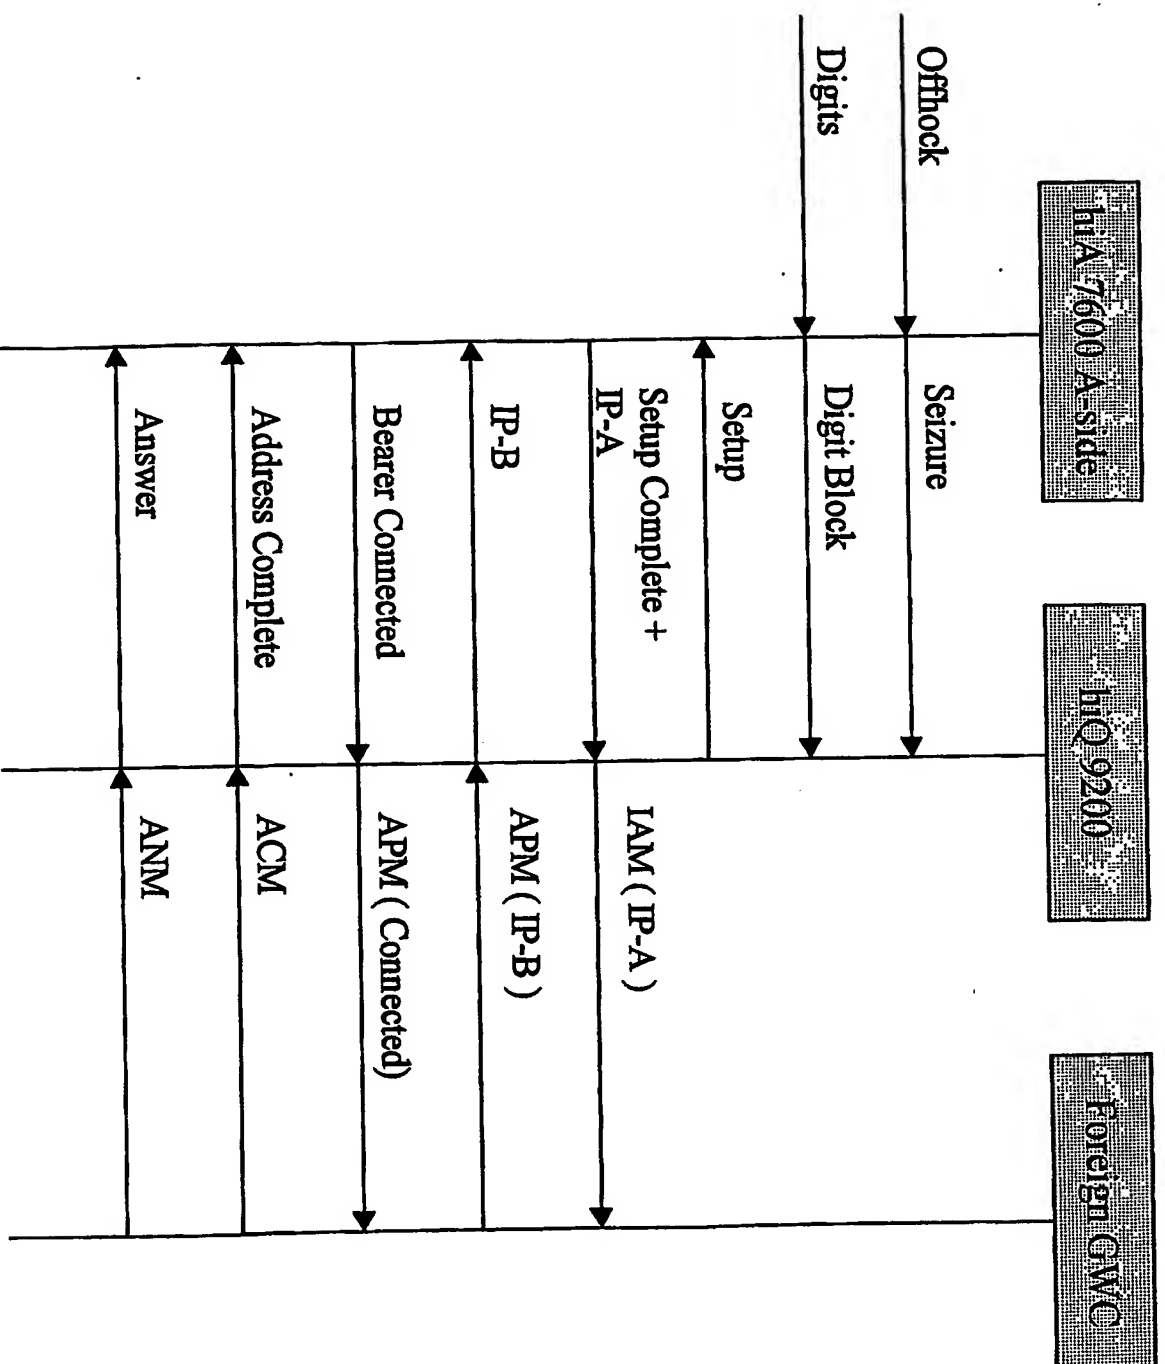 hiA 7600 A-side
hiQ 9200
Foreign GWC
Offhock
Seizure
Digits
Digit Block
Setup
Setup Complete +
IP-A
IAM ( IP-A )
IP-B
APM ( IP-B )
Bearer Connected
APM ( Connected)
Address Complete
ACM
Answer
ANM